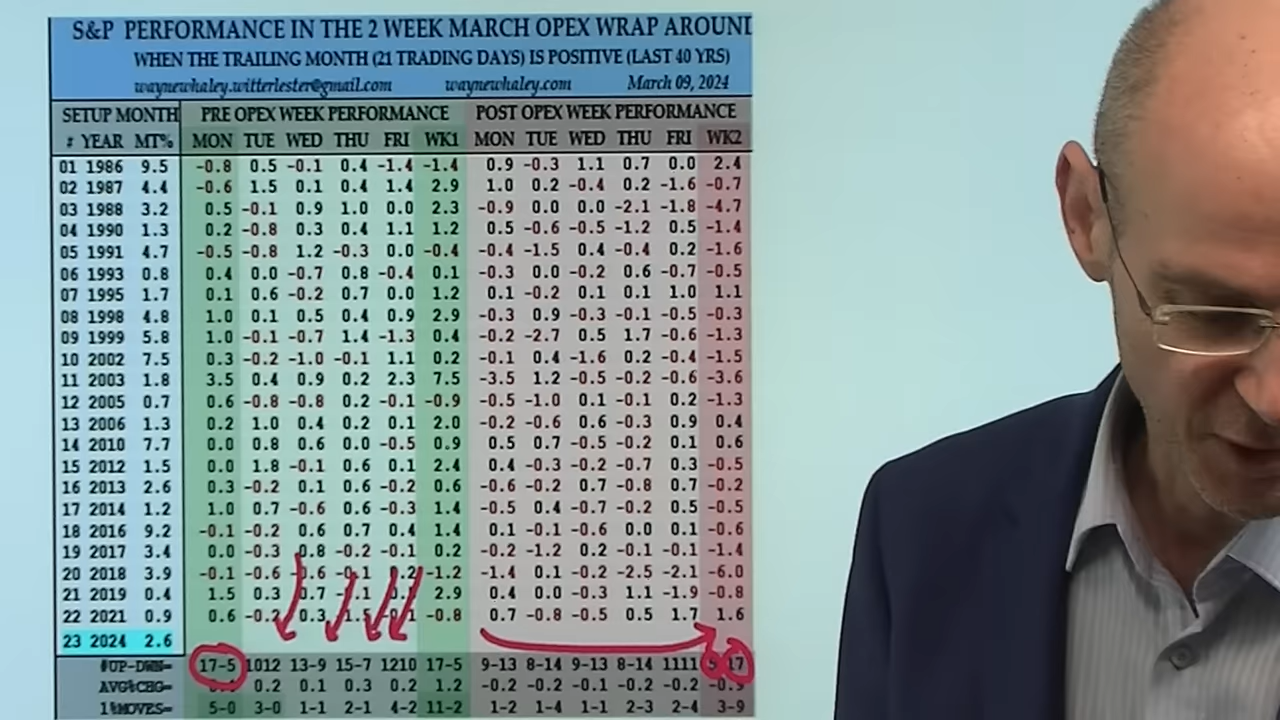 S&P PERFORMANCE IN THE 2 WEEK MARCH OPEX WRAP AROUND
WHEN THE TRAILING MONTH (21 TRADING DAYS) IS POSITIVE (LAST 40 YRS)
waynewhaley.witterlester@gmail.com waynewhaley.com March 09, 2024
SETUP MONTH PRE OPEX WEEK PERFORMANCE POST OPEX WEEK PERFORMANCE
# YEAR MT% MON TUE WED THU FRI WK1 MON TUE WED THU FRI WK2
01 1986 9.5 -0.8 0.5 -0.1 0.4 -1.4 -1.4 0.9 -0.3 1.1 0.7 0.0 2.4
02 1987 4.4 -0.6 1.5 0.1 0.4 1.4 2.9 1.0 0.2 -0.4 0.2 -1.6 -0.7
03 1988 3.2 0.5 -0.1 0.9 1.0 0.0 2.3 -0.9 0.0 0.0 -2.1 -1.8 -4.7
04 1990 1.3 0.2 -0.8 0.3 0.4 1.1 1.2 0.5 -0.6 -0.5 -1.2 0.5 -1.4
05 1991 4.7 -0.5 -0.8 1.2 -0.3 0.0 -0.4 -0.4 -1.5 0.4 -0.4 0.2 -1.6
06 1993 0.8 0.4 0.0 -0.7 0.8 -0.4 0.1 -0.3 0.0 -0.2 0.6 -0.7 -0.5
07 1995 1.7 0.1 0.6 -0.2 0.7 0.0 1.2 0.1 -0.2 0.1 0.1 1.0 1.1
08 1998 4.8 1.0 0.1 0.5 0.4 0.9 2.9 -0.3 0.9 -0.3 -0.1 -0.5 -0.3
09 1999 5.8 1.0 -0.1 -0.7 1.4 -1.3 0.4 -0.2 -2.7 0.5 1.7 -0.6 -1.3
10 2002 7.5 0.3 -0.2 -1.0 -0.1 1.1 0.2 -0.1 0.4 -1.6 0.2 -0.4 -1.5
11 2003 1.8 3.5 0.4 0.9 0.2 2.3 7.5 -3.5 1.2 -0.5 -0.2 -0.6 -3.6
12 2005 0.7 0.6 -0.8 -0.8 0.2 -0.1 -0.9 -0.5 -1.0 0.1 -0.1 0.2 -1.3
13 2006 1.3 0.2 1.0 0.4 0.2 0.1 2.0 -0.2 -0.6 0.6 -0.3 0.9 0.4
14 2010 7.7 0.0 0.8 0.6 0.0 -0.5 0.9 0.5 0.7 -0.5 -0.2 0.1 0.6
15 2012 1.5 0.0 1.8 -0.1 0.6 0.1 2.4 0.4 -0.3 -0.2 -0.7 0.3 -0.5
16 2013 2.6 0.3 -0.2 0.1 0.6 -0.2 0.6 -0.6 -0.2 0.7 -0.8 0.7 -0.2
17 2014 1.2 1.0 0.7 -0.6 0.6 -0.3 1.4 -0.5 0.4 -0.7 -0.2 0.5 -0.5
18 2016 9.2 -0.1 -0.2 0.6 0.7 0.4 1.4 0.1 -0.1 -0.6 0.0 0.1 -0.6
19 2017 3.4 0.0 -0.3 0.8 -0.2 -0.1 0.2 -0.2 -1.2 0.2 -0.1 -0.1 -1.4
20 2018 3.9 -0.1 -0.6 -0.1 -1.2 -1.4 0.1 -0.2 -2.5 -2.1 -6.0
21 2019 0.4 1.5 0.3 2.9 0.4 0.0 -0.3 1.1 -1.9 -0.8
22 2021 0.9 0.6 0.3 -0.8 0.7 -0.8 -0.5 0.5 1.7 1.6
23 2024 2.6
#UP-DWN= 17-5 1012 13-9 15-7 1210 17-5 9-13 8-14 9-13 8-14 1111
AVG%CHG= 0.2 0.1 0.3 0.2 1.2 -0.2 -0.2 -0.1 -0.2 -0.2 -0.9
1%MOVES= 5-0 3-0 1-1 2-1 4-2 11-2 1-2 1-4 1-1 2-3 2-4 3-9